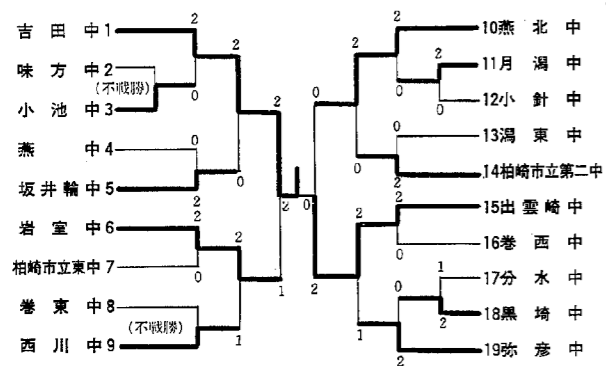 吉田中1
味方中2
(不戦勝)
小池中3
燕中4
坂井輪中5
岩室中6
柏崎市立東中7
巻東中8
(不戦勝)
西川中9
2
0
2
0
2
0
2
2
0
2
1
1
2
0
10燕北中
11月潟中
12小針中
13潟東中
14柏崎市立第二中
15出雲崎中
16巻西中
17分水中
18黒埼中
19弥彦中
2
2
0
0
2
0
0
2
0
2
2
0
1
2
0
2
1
2